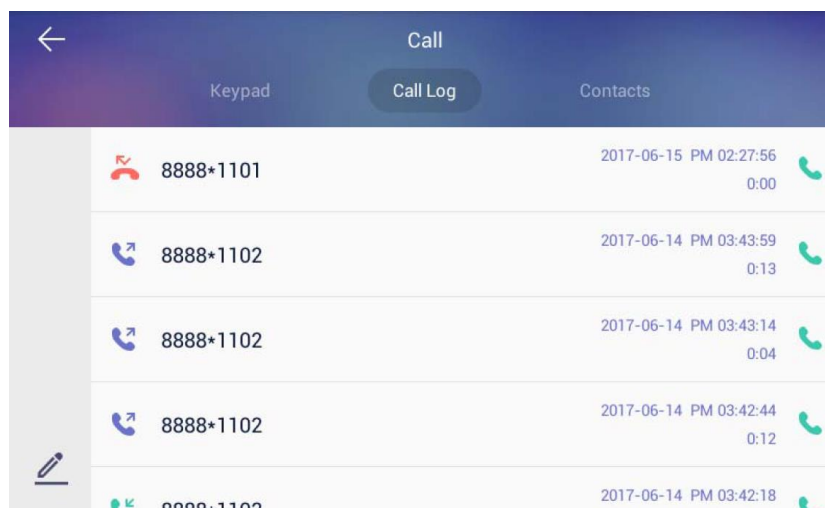 Call
Keypad Call Log Contacts
8888*1101 2017-06-15 PM 02:27:56
0:00
8888*1102 2017-06-14 PM 03:43:59
0:13
8888*1102 2017-06-14 PM 03:43:14
0:04
8888*1102 2017-06-14 PM 03:42:44
0:12
2017-06-14 PM 03:42:18